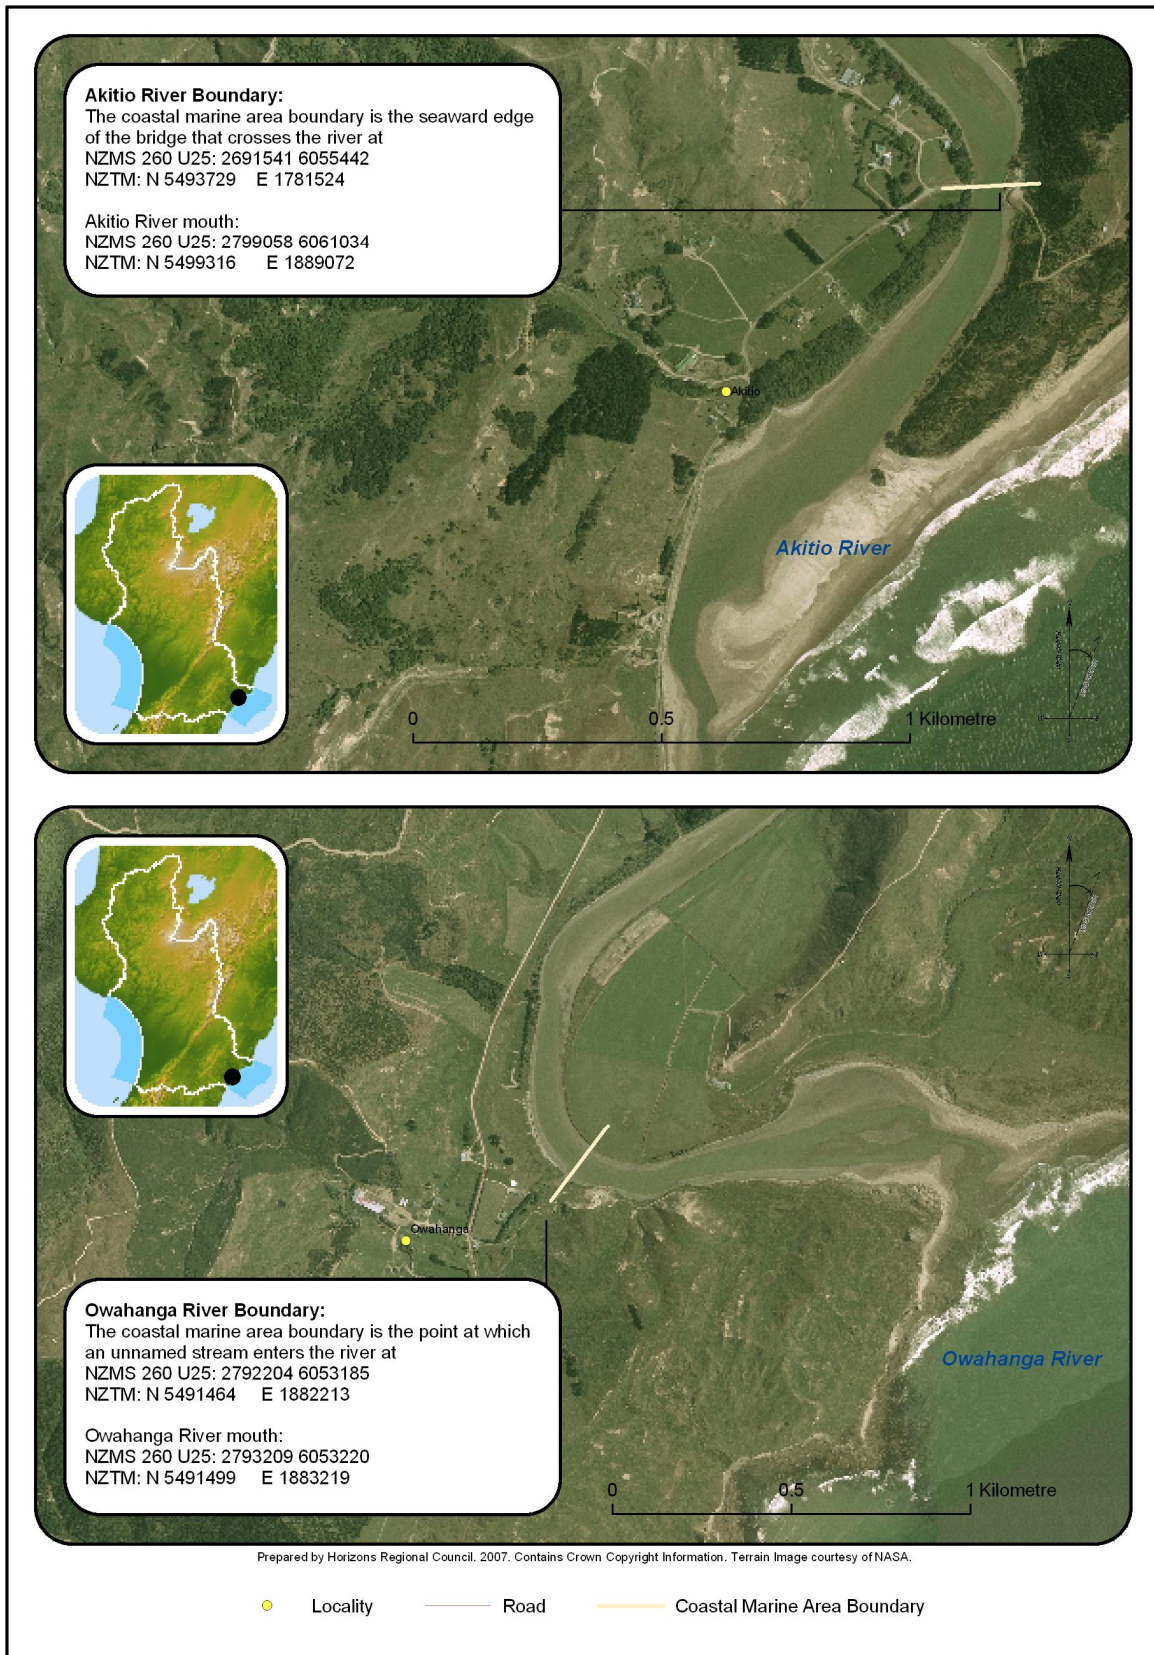 Akitio River Boundary:
The coastal marine area boundary is the seaward edge
of the bridge that crosses the river at
NZMS 260 U25: 2691541 6055442
NZTM: N 5493729 E 1781524
Akitio River mouth:
NZMS 260 U25: 2799058 6061034
NZTM: N 5499316 E 1889072
Akitio
Akitio River
0 0.5 1 Kilometre
Owahanga
Owahanga River Boundary:
The coastal marine area boundary is the point at which
an unnamed stream enters the river at
NZMS 260 U25: 2792204 6053185
NZTM: N 5491464 E 1882213
Owahanga River mouth:
NZMS 260 U25: 2793209 6053220
NZTM: N 5491499 E 1883219
Owahanga River
0 0.5 1 Kilometre
Prepared by Horizons Regional Council. 2007. Contains Crown Copyright Information. Terrain Image courtesy of NASA.
Locality Road Coastal Marine Area Boundary